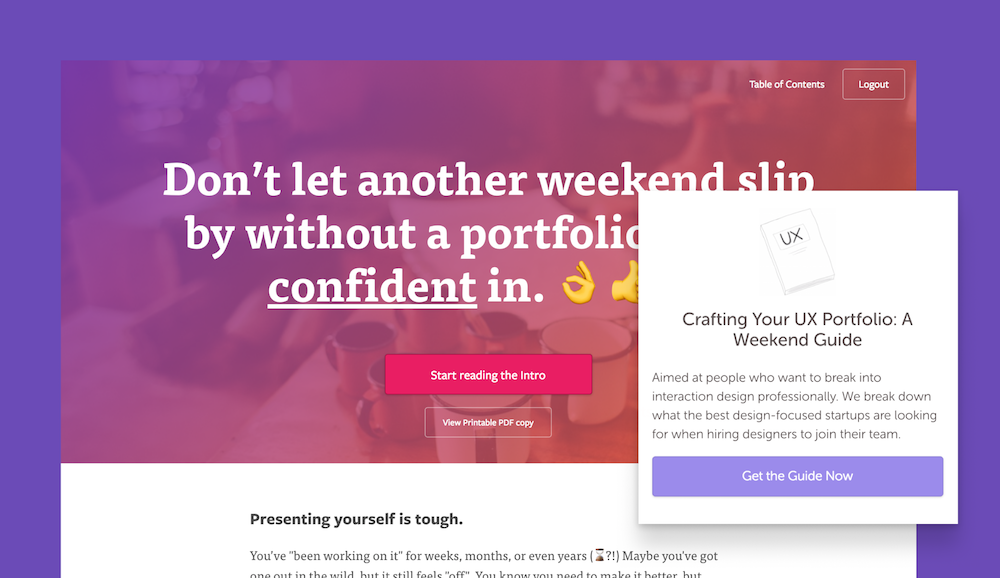 Table of Contents
Logout
Don’t let another weekend slip
by without a portfolio
confident in. 👌👍
Start reading the Intro
View Printable PDF copy
UX
Crafting Your UX Portfolio: A
Weekend Guide
Aimed at people who want to break into
interaction design professionally. We break down
what the best design-focused startups are looking
for when hiring designers to join their team.
Get the Guide Now
Presenting yourself is tough.
You’ve "been working on it" for weeks, months, or even years (⌛?!) Maybe you’ve got
one out in the wild, but it still feels "off". You know you need to make it better, but